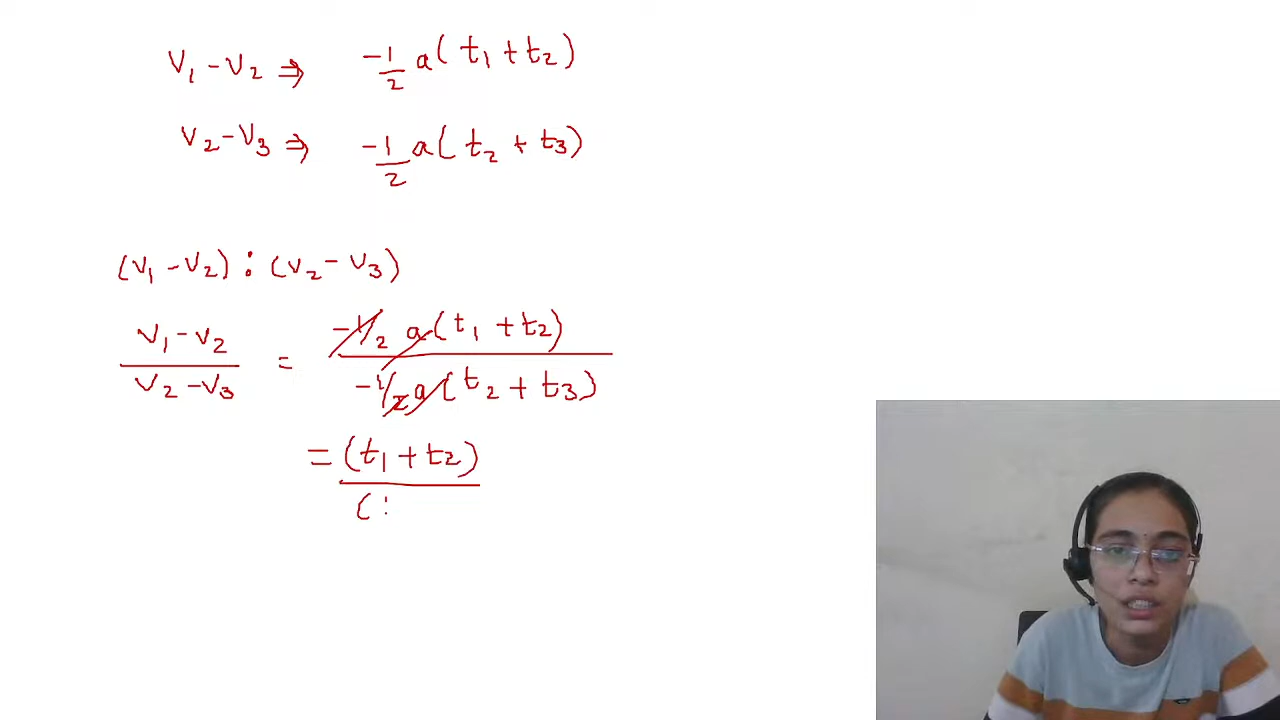 V₁ - V₂ ⇒ -1/2 a(t₁ + t₂)
V₂ - V₃ ⇒ -1/2 a(t₂ + t₃)
(V₁ - V₂) : (V₂ - V₃)
(V₁ - V₂)/(V₂ - V₃) = (-1/2 a(t₁ + t₂))/(-1/2 a(t₂ + t₃))
= (t₁ + t₂)/(